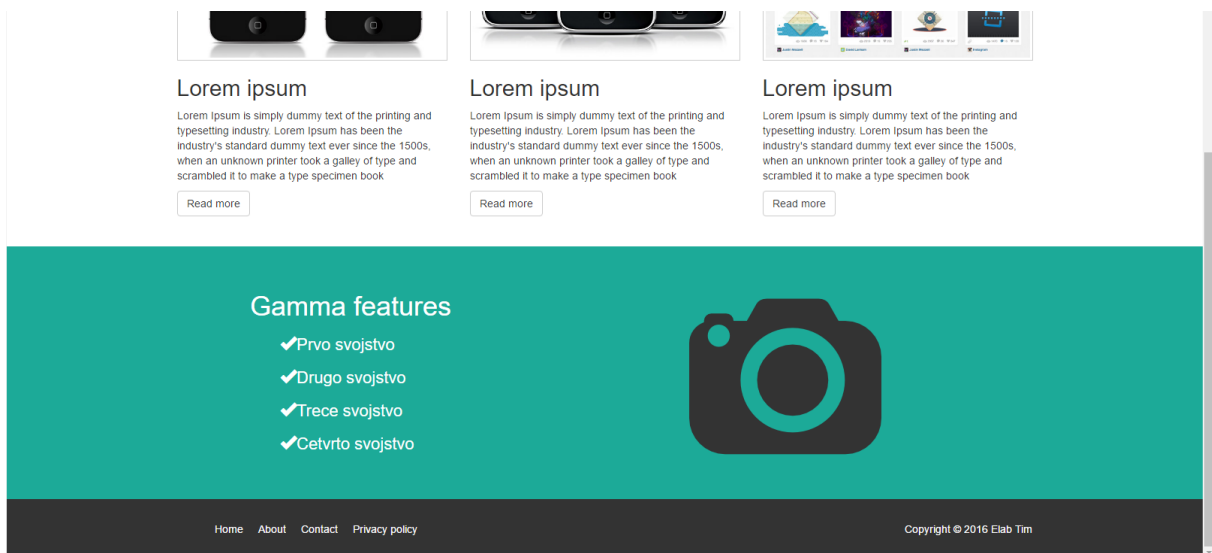 Lorem ipsum
Lorem Ipsum is simply dummy text of the printing and
typesetting industry. Lorem Ipsum has been the
industry's standard dummy text ever since the 1500s,
when an unknown printer took a galley of type and
scrambled it to make a type specimen book
Read more
Lorem ipsum
Lorem Ipsum is simply dummy text of the printing and
typesetting industry. Lorem Ipsum has been the
industry's standard dummy text ever since the 1500s,
when an unknown printer took a galley of type and
scrambled it to make a type specimen book
Read more
Lorem ipsum
Lorem Ipsum is simply dummy text of the printing and
typesetting industry. Lorem Ipsum has been the
industry's standard dummy text ever since the 1500s,
when an unknown printer took a galley of type and
scrambled it to make a type specimen book
Read more
Gamma features
Prvo svojstvo
Drugo svojstvo
Trece svojstvo
Cetvrto svojstvo
Home About Contact Privacy policy
Copyright © 2016 Elab Tim